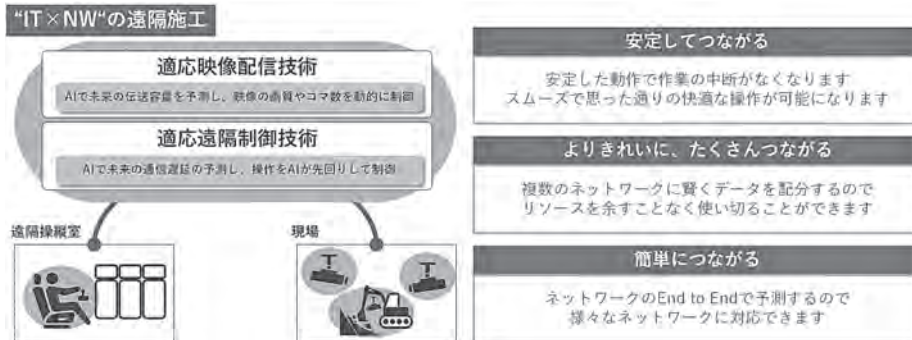 “IT×NW“の遠隔施工
適応映像配信技術
AIで未来の伝送容量を予測し、映像の画質やコマ数を動的に制御
適応遠隔制御技術
AIで未来の通信遅延の予測し、操作をAIが先回りして制御
遠隔操縦室
現場
安定してつながる
安定した動作で作業の中断がなくなります
スムーズで思った通りの快適な操作が可能になります
よりきれいに、たくさんつながる
複数のネットワークに賢くデータを配分するので
リソースを余すことなく使い切ることができます
簡単につながる
ネットワークのEnd to Endで予測するので
様々なネットワークに対応できます